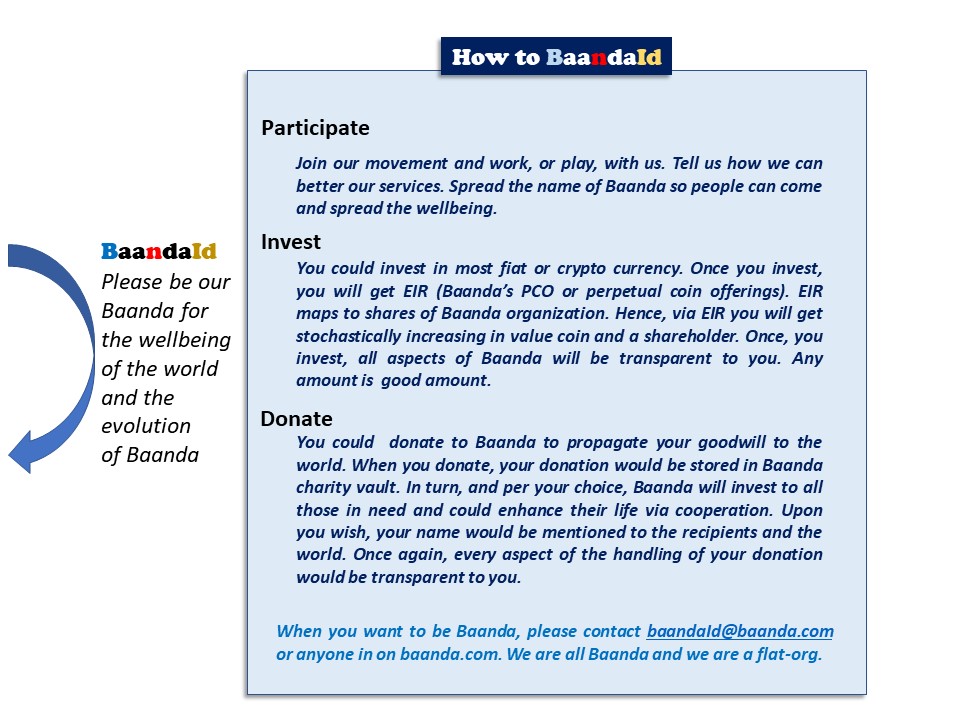 How to BaandaId
Participate
Join our movement and work, or play, with us. Tell us how we can
better our services. Spread the name of Baanda so people can come
and spread the wellbeing.
Invest
You could invest in most fiat or crypto currency. Once you invest,
you will get EIR (Baanda's PCO or perpetual coin offerings). EIR
maps to shares of Baanda organization. Hence, via EIR you will get
stochastically increasing in value coin and a shareholder. Once, you
invest, all aspects of Baanda will be transparent to you. Any
amount is good amount.
Donate
You could donate to Baanda to propagate your goodwill to the
world. When you donate, your donation would be stored in Baanda
charity vault. In turn, and per your choice, Baanda will invest to all
those in need and could enhance their life via cooperation. Upon
you wish, your name would be mentioned to the recipients and the
world. Once again, every aspect of the handling of your donation
would be transparent to you.
When you want to be Baanda, please contact baandaId@baanda.com
or anyone in on baanda.com. We are all Baanda and we are a flat-org.
BaandaId
Please be our
Baanda for
the wellbeing
of the world
and the
evolution
of Baanda